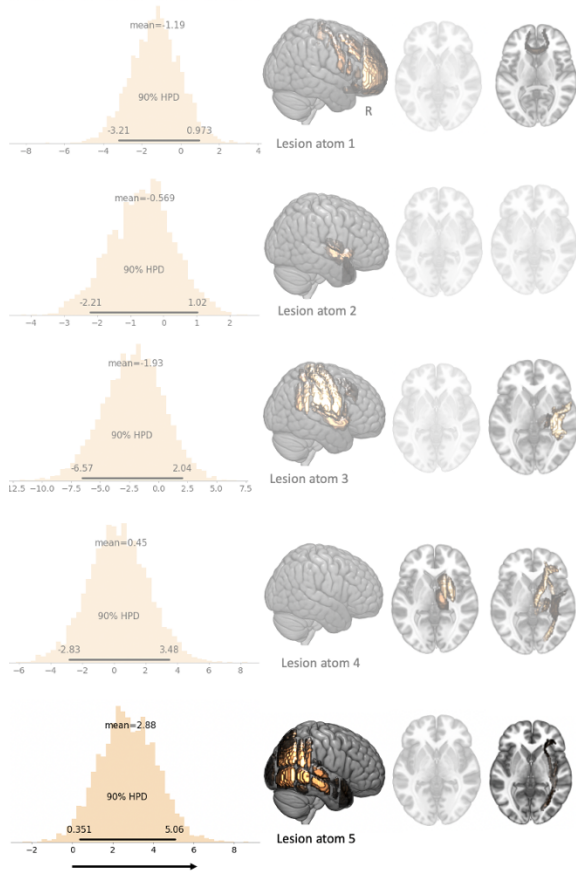 mean=-1.19
90% HPD
-3.21 0.973
R
−8 −6 −4 −2 0 2 4
Lesion atom 1
mean=-0.569
90% HPD
-2.21 1.02
Lesion atom 2
−4 −3 −2 −1 0 1 2
mean=-1.93
90% HPD
-6.57 2.04
Lesion atom 3
12.5 −10.0 −7.5 −5.0 −2.5 0.0 2.5 5.0 7.5
mean=0.45
90% HPD
-2.83 3.48
Lesion atom 4
−6 −4 −2 0 2 4 6 8
mean=2.88
90% HPD
0.351 5.06
Lesion atom 5
−2 0 2 4 6 8